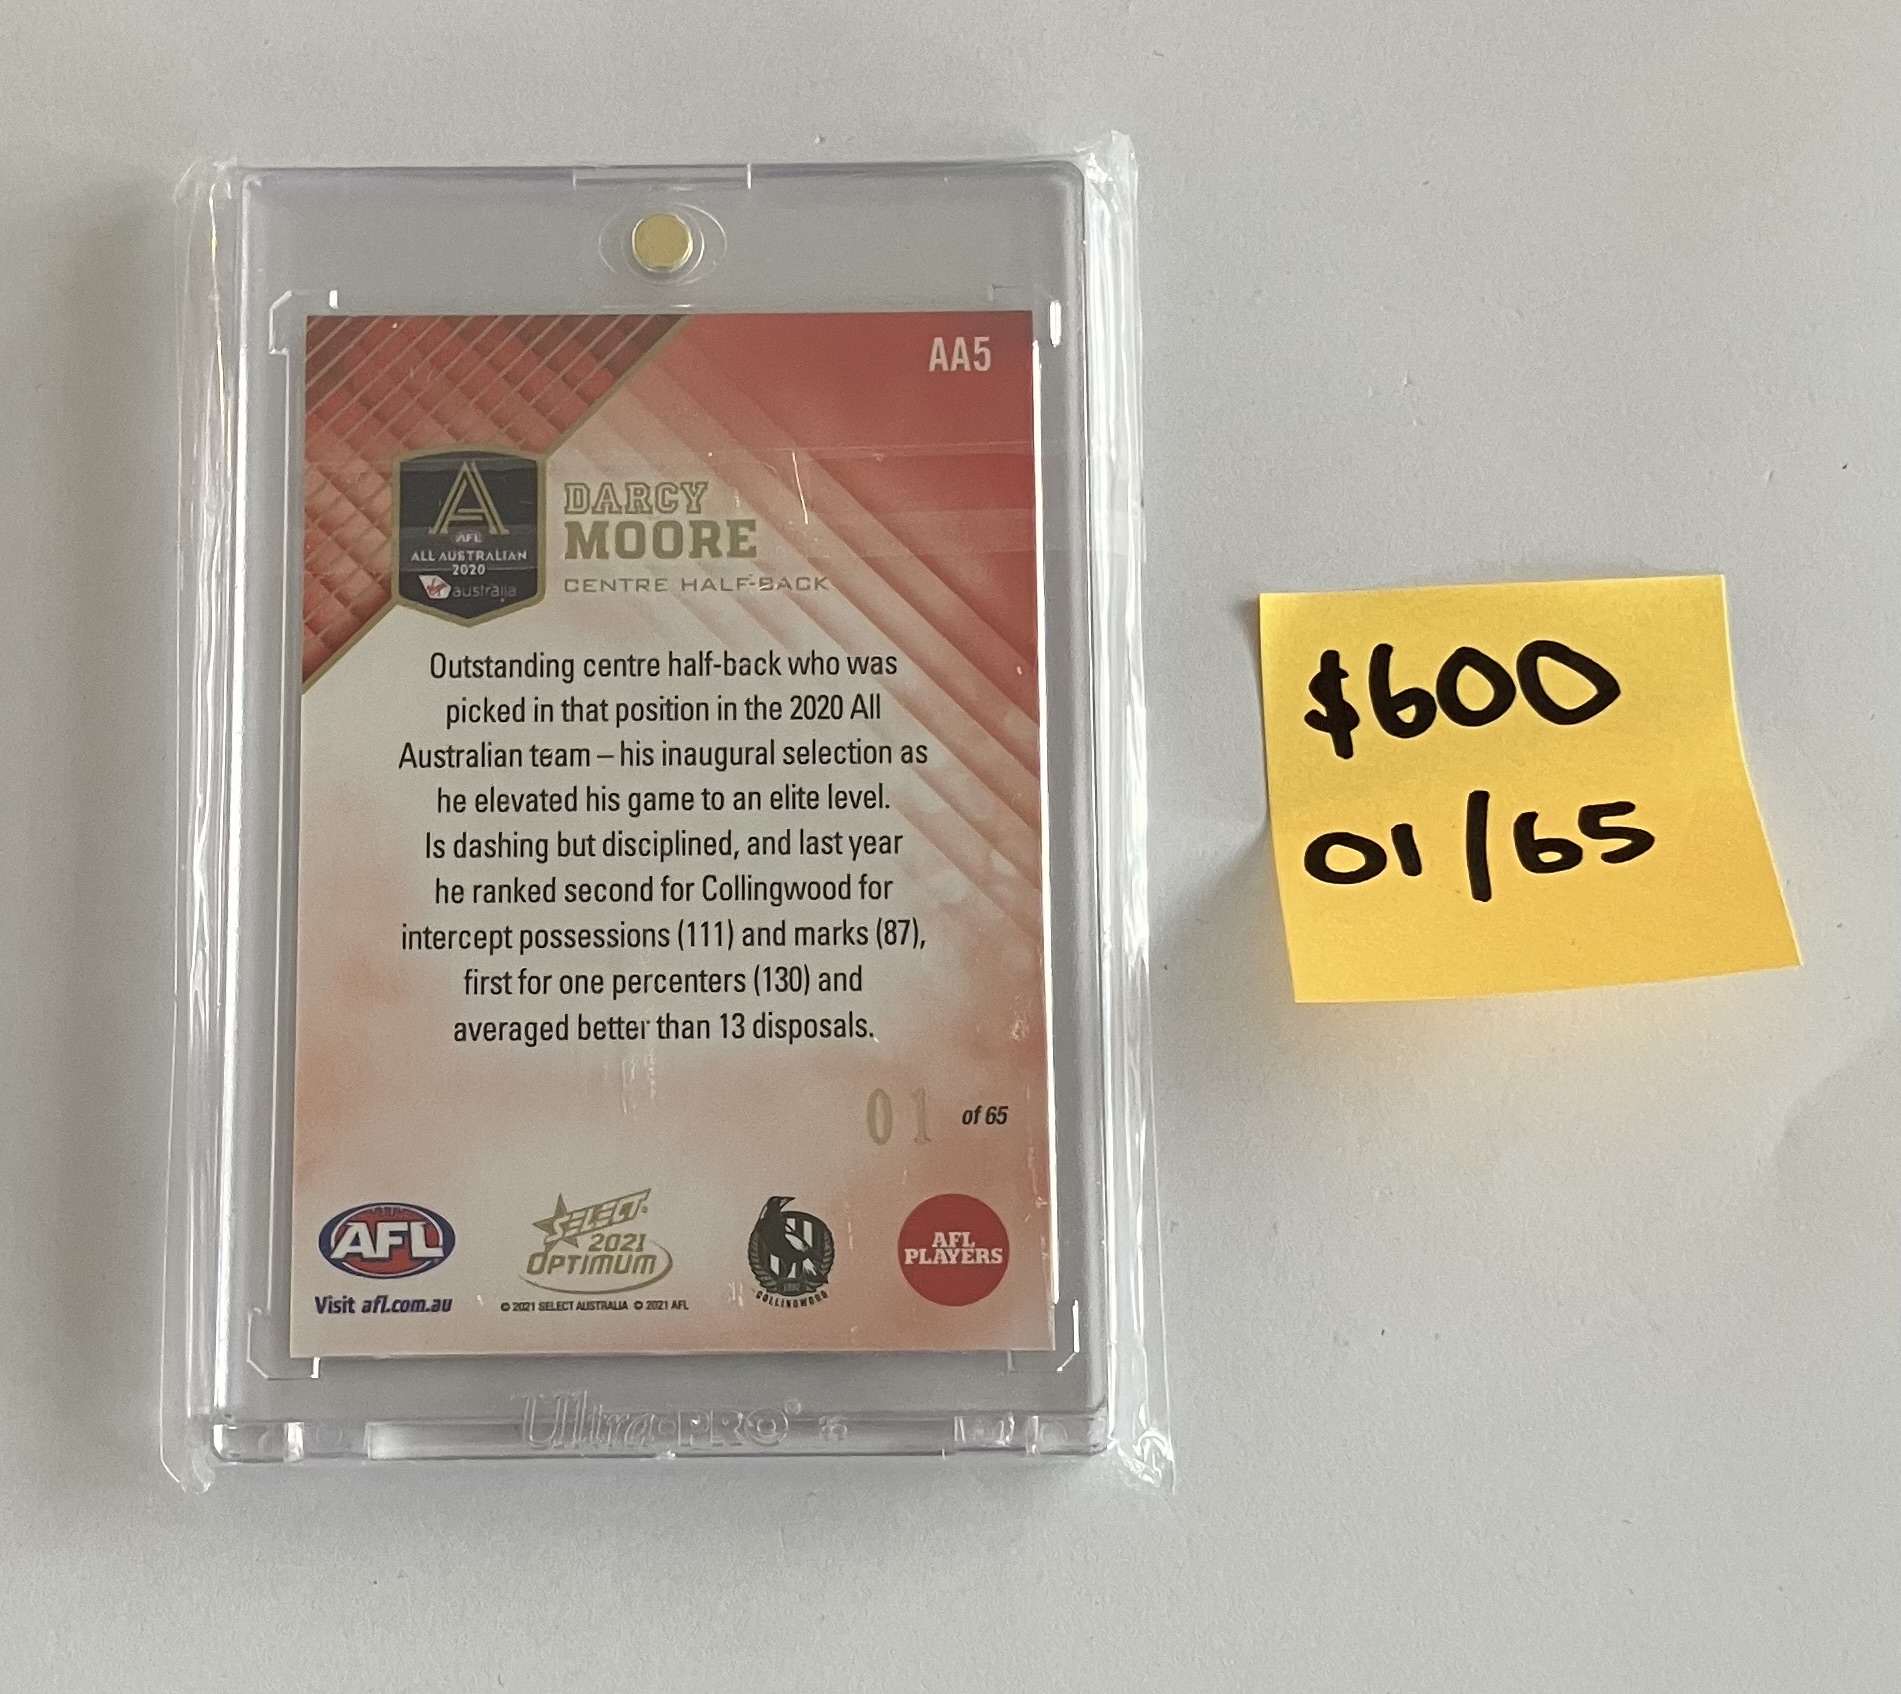 AA5
A
AFL
ALL AUSTRALIAN
2020
australia
DARCY
MOORE
CENTRE HALF-BACK
Outstanding centre half-back who was
picked in that position in the 2020 All
Australian team – his inaugural selection as
he elevated his game to an elite level.
Is dashing but disciplined, and last year
he ranked second for Collingwood for
intercept possessions (111) and marks (87),
first for one percenters (130) and
averaged better than 13 disposals.
01 of 65
AFL
Visit afl.com.au
SELECT
2021
OPTIMUM
© 2021 SELECT AUSTRALIA © 2021 AFL
COLLINGWOOD
AFL
PLAYERS
Ultra·PRO®
$600
01/65